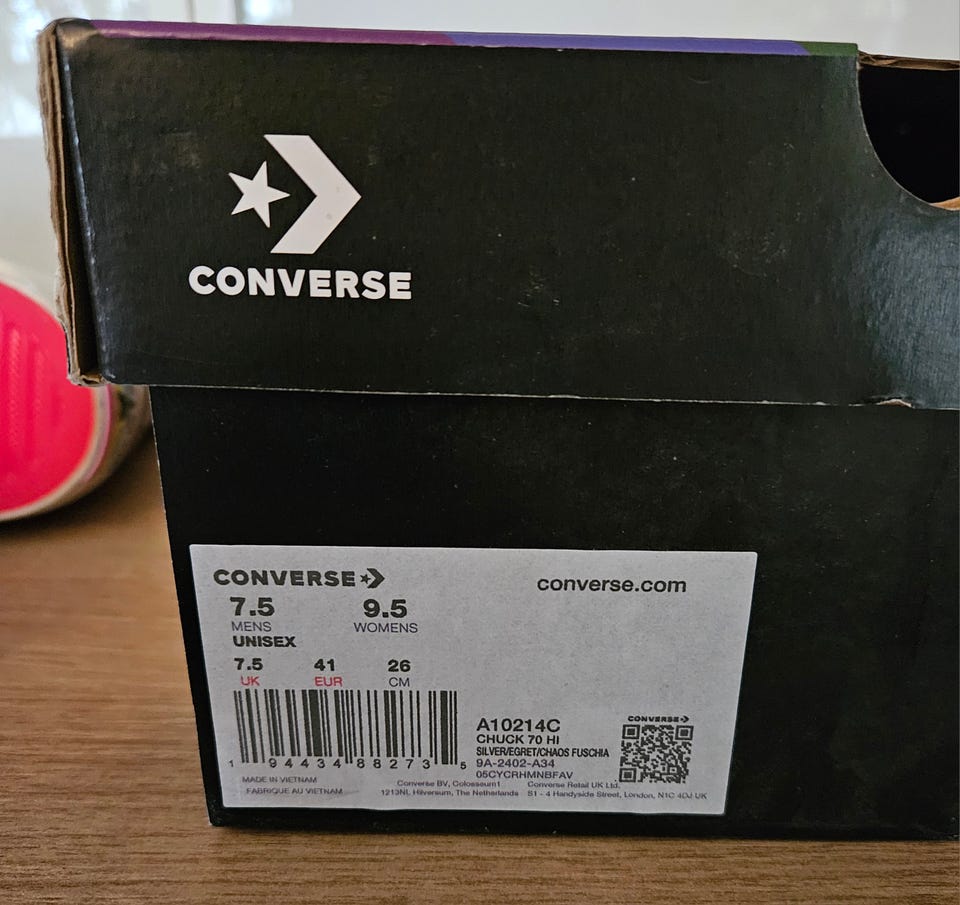 CONVERSE
CONVERSE
converse.com
7.5 9.5
MENS WOMENS
UNISEX
7.5 41 26
UK EUR CM
A10214C
CHUCK 70 HI
SILVER/EGRET/CHAOS FUSCHIA
9A-2402-A34
05CYCRHMNBFAV
CONVERSE
1 94434 88273 5
MADE IN VIETNAM
FABRIQUE AU VIETNAM
Converse BV, Colosseum1 Converse Retail UK Ltd.
1213NL Hilversum, The Netherlands S1 - 4 Handyside Street, London, N1C 4DJ UK